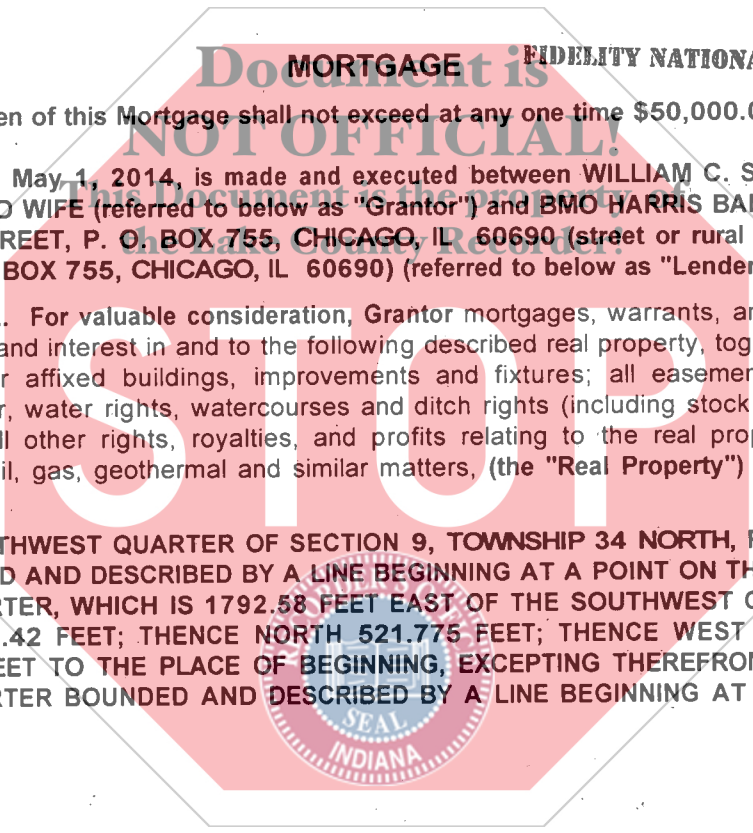 Document is
MORTGAGE
FIDELITY NATIONA
en of this Mortgage shall not exceed at any one time $50,000.0
NOT OFFICIAL!
May 1, 2014, is made and executed between WILLIAM C. S
This Document is the property of
D WIFE (referred to below as "Grantor") and BMO HARRIS BA
REET, P. O. BOX 755, CHICAGO, IL 60690 (street or rural
the Lake County Recorder!
BOX 755, CHICAGO, IL 60690) (referred to below as "Lender
. For valuable consideration, Grantor mortgages, warrants, a
and interest in and to the following described real property, tog
r affixed buildings, improvements and fixtures; all easemen
r, water rights, watercourses and ditch rights (including stock
ll other rights, royalties, and profits relating to the real prop
il, gas, geothermal and similar matters, (the "Real Property")
STOP
THWEST QUARTER OF SECTION 9, TOWNSHIP 34 NORTH,
D AND DESCRIBED BY A LINE BEGINNING AT A POINT ON TH
RTER, WHICH IS 1792.58 FEET EAST OF THE SOUTHWEST
.42 FEET; THENCE NORTH 521.775 FEET; THENCE WEST
EET TO THE PLACE OF BEGINNING, EXCEPTING THEREFROM
RTER BOUNDED AND DESCRIBED BY A LINE BEGINNING AT
SEAL
INDIANA